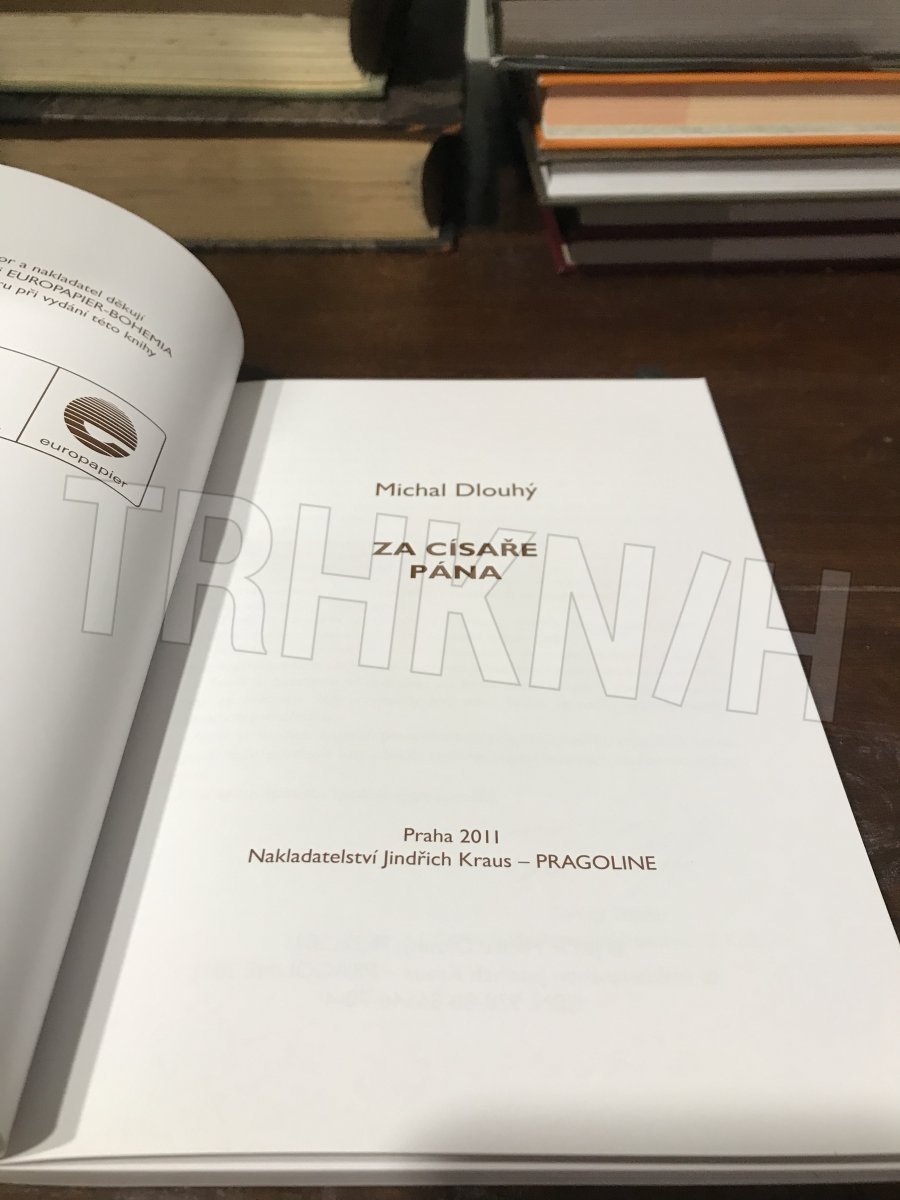 a nakladatel děkují
EUROPAPIER-BOHEMIA
při vydání této knihy
europapier
Michal Dlouhý
ZA CÍSAŘE
PÁNA
TRHKNIH
Praha 2011
Nakladatelství Jindřich Kraus – PRAGOLINE